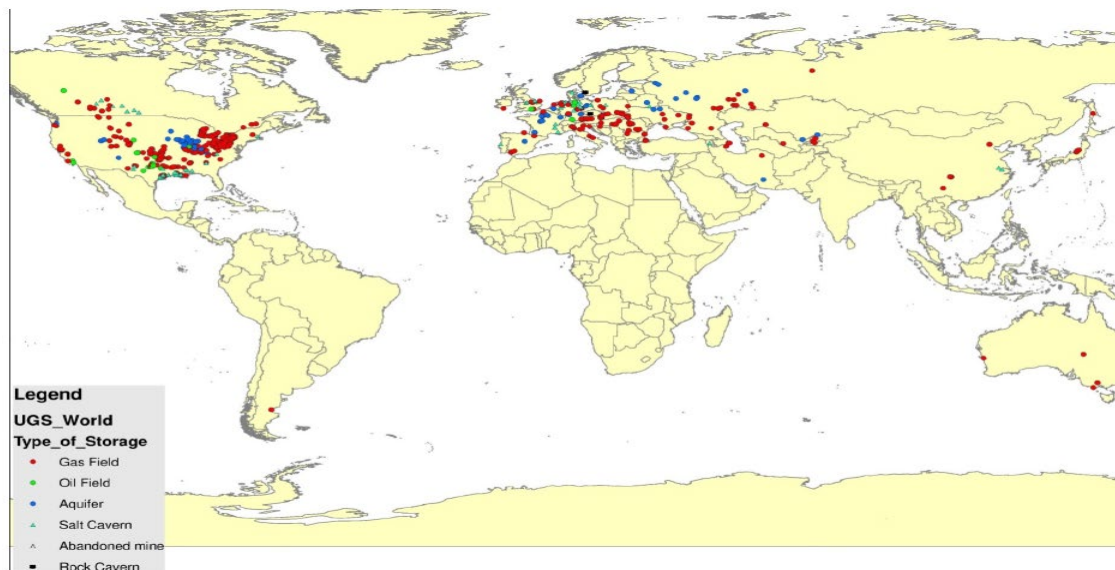 Legend
UGS_World
Type_of_Storage
Gas Field
Oil Field
Aquifer
Salt Cavern
Abandoned mine
Rock Cavern